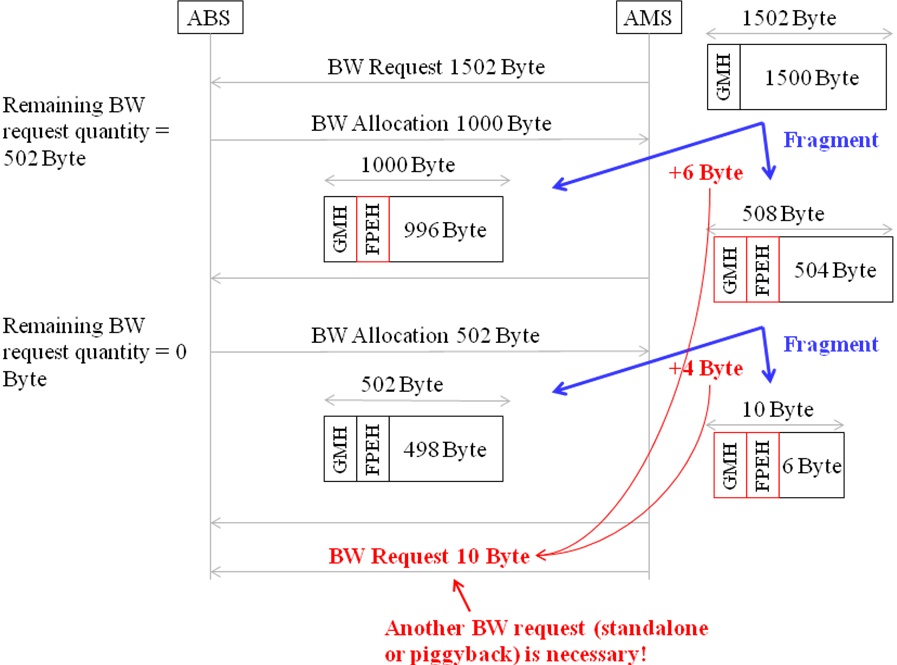 ABS
AMS
1502 Byte
BW Request 1502 Byte
GMH
1500 Byte
Remaining BW
request quantity =
502 Byte
BW Allocation 1000 Byte
Fragment
1000 Byte
+6 Byte
GMH
FPEH
996 Byte
508 Byte
GMH
FPEH
504 Byte
Remaining BW
request quantity = 0
Byte
BW Allocation 502 Byte
Fragment
502 Byte
+4 Byte
GMH
FPEH
498 Byte
10 Byte
GMH
FPEH
6 Byte
BW Request 10 Byte
Another BW request (standalone
or piggyback) is necessary!